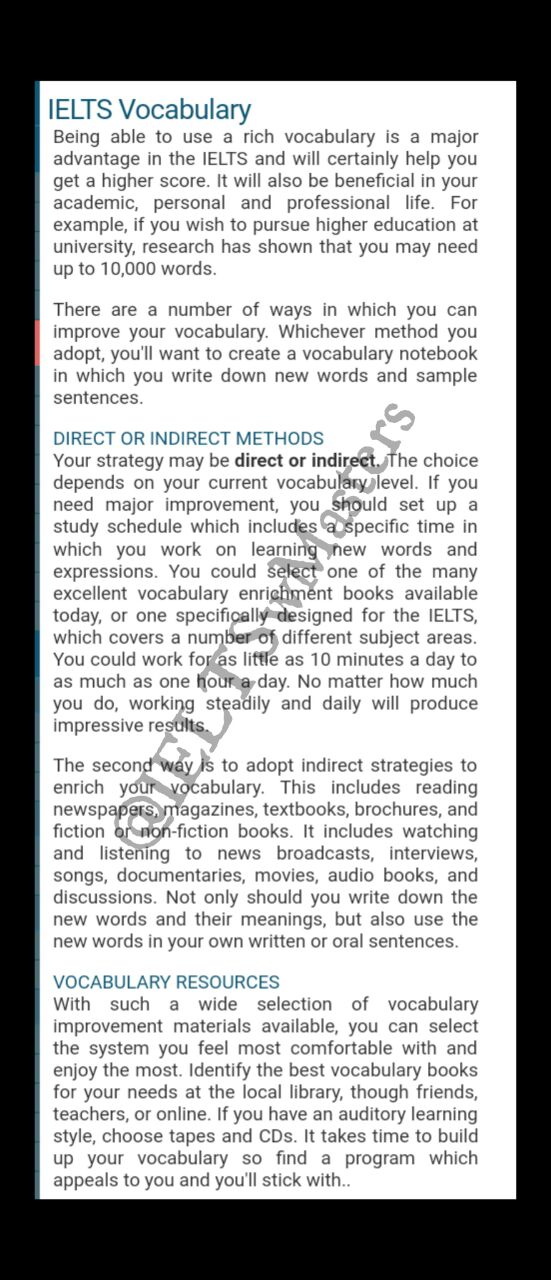 IELTS Vocabulary
Being able to use a rich vocabulary is a major
advantage in the IELTS and will certainly help you
get a higher score. It will also be beneficial in your
academic, personal and professional life. For
example, if you wish to pursue higher education at
university, research has shown that you may need
up to 10,000 words.
There are a number of ways in which you can
improve your vocabulary. Whichever method you
adopt, you'll want to create a vocabulary notebook
in which you write down new words and sample
sentences.
DIRECT OR INDIRECT METHODS
Your strategy may be direct or indirect. The choice
depends on your current vocabulary level. If you
need major improvement, you should set up a
study schedule which includes a specific time in
which you work on learning new words and
expressions. You could select one of the many
excellent vocabulary enrichment books available
today, or one specifically designed for the IELTS,
which covers a number of different subject areas.
You could work for as little as 10 minutes a day to
as much as one hour a day. No matter how much
you do, working steadily and daily will produce
impressive results.
The second way is to adopt indirect strategies to
enrich your vocabulary. This includes reading
newspapers, magazines, textbooks, brochures, and
fiction or non-fiction books. It includes watching
and listening to news broadcasts, interviews,
songs, documentaries, movies, audio books, and
discussions. Not only should you write down the
new words and their meanings, but also use the
new words in your own written or oral sentences.
VOCABULARY RESOURCES
With such a wide selection of vocabulary
improvement materials available, you can select
the system you feel most comfortable with and
enjoy the most. Identify the best vocabulary books
for your needs at the local library, though friends,
teachers, or online. If you have an auditory learning
style, choose tapes and CDs. It takes time to build
up your vocabulary so find a program which
appeals to you and you'll stick with..
@IELTSwMasters